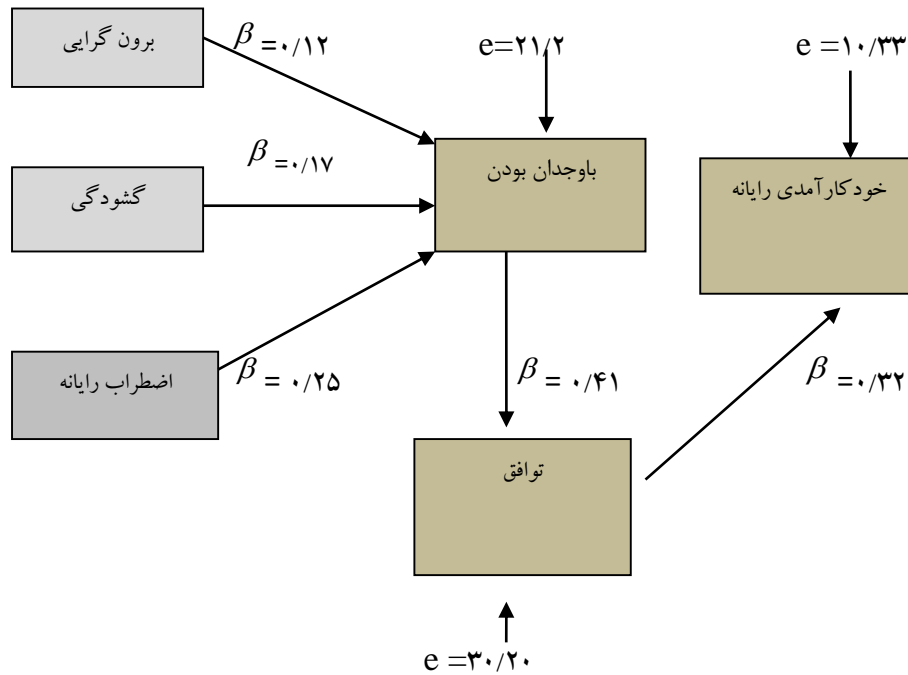 برون گرایی
β =۰/۱۲
e=۲۱/۲
e =۱۰/۳۳
گشودگی
β =۰/۱۷
باوجدان بودن
خودکارآمدی رایانه
اضطراب رایانه
β = ۰/۲۵
β = ۰/۴۱
β =۰/۳۲
توافق
e =۳۰/۲۰